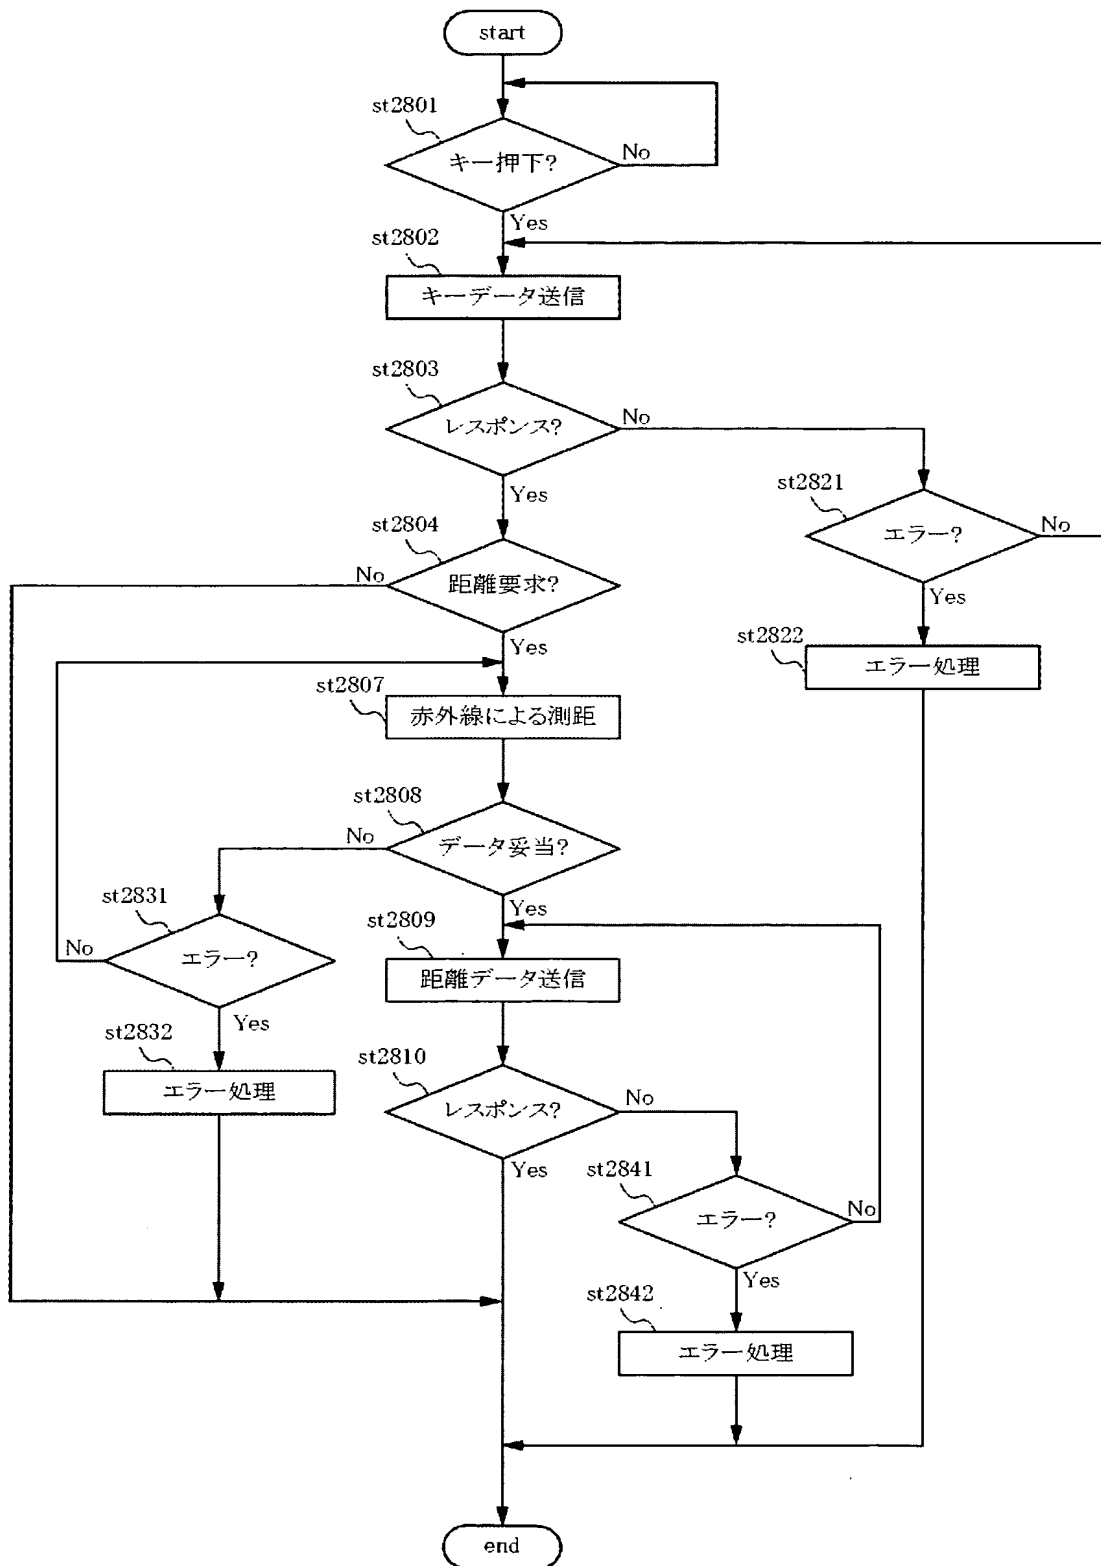 start
st2801
キー押下?
No
Yes
st2802
キーデータ送信
st2803
レスポンス?
No
Yes
st2821
エラー?
No
Yes
st2804
距離要求?
No
Yes
st2822
エラー処理
st2807
赤外線による測距
st2808
データ妥当?
No
Yes
st2831
エラー?
No
Yes
st2809
距離データ送信
st2832
エラー処理
st2810
レスポンス?
No
Yes
st2841
エラー?
No
Yes
st2842
エラー処理
end